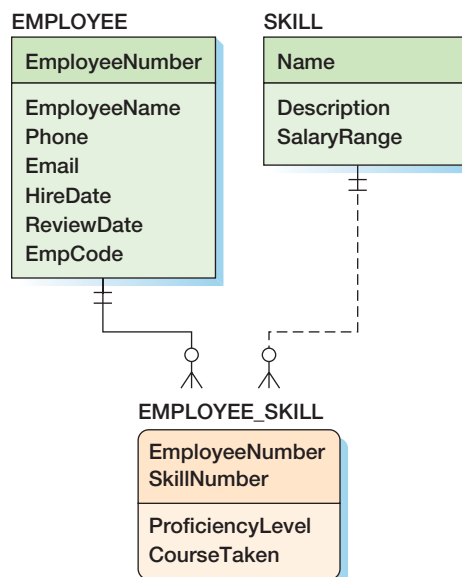 EMPLOYEE
EmployeeNumber
EmployeeName
Phone
Email
HireDate
ReviewDate
EmpCode
SKILL
Name
Description
SalaryRange
EMPLOYEE_SKILL
EmployeeNumber
SkillNumber
ProficiencyLevel
CourseTaken